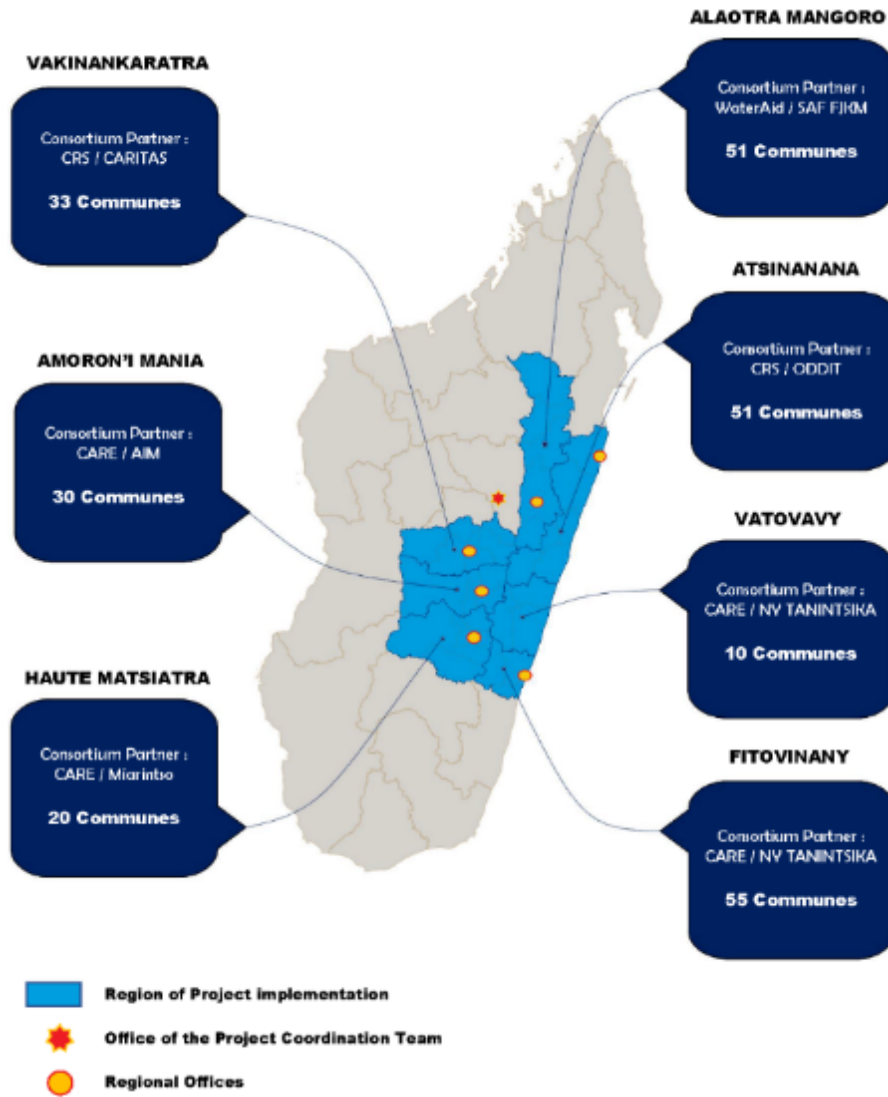 VAKINANKARATRA
Consortium Partner :
CRS / CARITAS
33 Communes
AMORON'I MANIA
Consortium Partner :
CARE / AIM
30 Communes
HAUTE MATSIATRA
Consortium Partner :
CARE / Miarintso
20 Communes
ALAOTRA MANGORO
Consortium Partner :
WaterAid / SAF FJKM
51 Communes
ATSINANANA
Consortium Partner :
CRS / ODDIT
51 Communes
VATOVAVY
Consortium Partner :
CARE / NY TANINTSIKA
10 Communes
FITOVINANY
Consortium Partner :
CARE / NY TANINTSIKA
55 Communes
Region of Project implementation
Office of the Project Coordination Team
Regional Offices